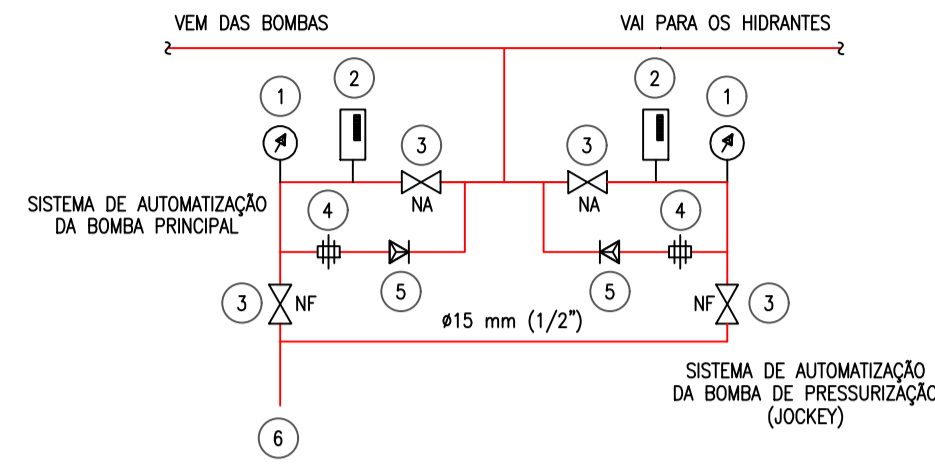 VEM DAS BOMBAS
VAI PARA OS HIDRANTES
2
2
1
1
3
3
NA
NA
SISTEMA DE AUTOMATIZAÇÃO
DA BOMBA PRINCIPAL
4
4
5
5
3
NF
NF
3
ø15 mm (1/2")
SISTEMA DE AUTOMATIZAÇÃO
DA BOMBA DE PRESSURIZAÇÃO
(JOCKEY)
6